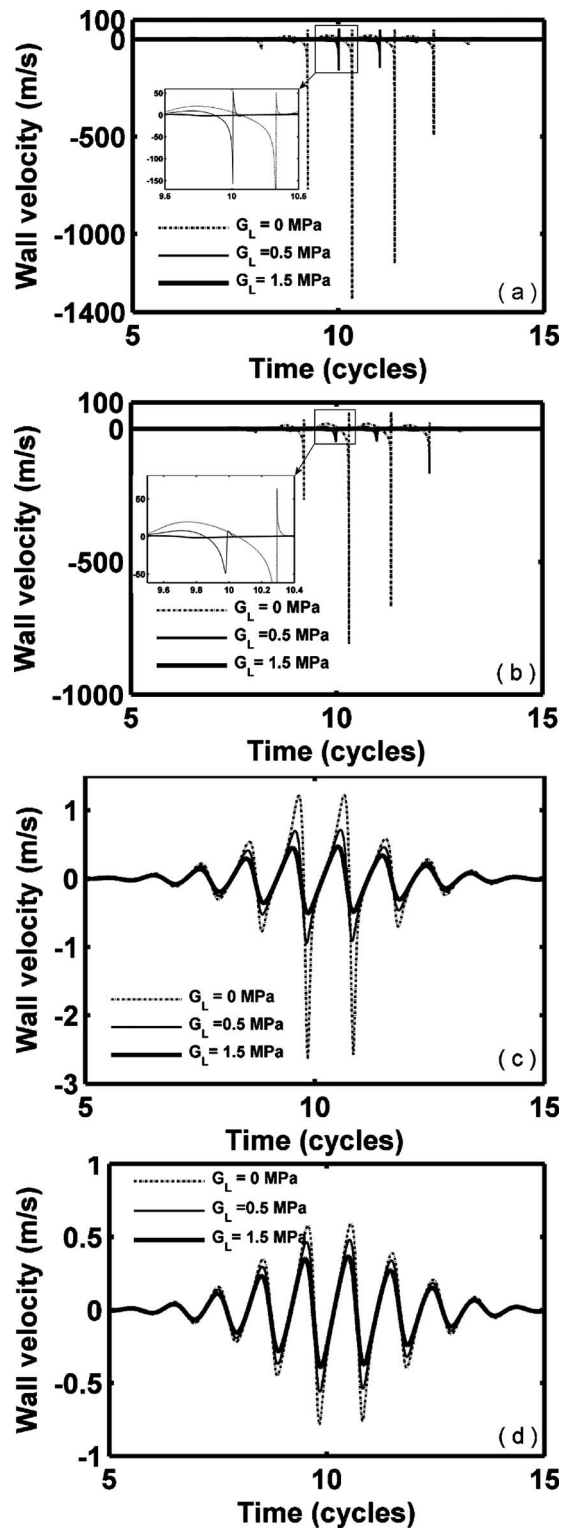 100
0
-500
-1000
-1400
Wall velocity (m/s)
50
0
-50
-100
-150
9.5
10
10.5
G_L = 0 MPa
G_L =0.5 MPa
G_L= 1.5 MPa
( a )
5
10
15
Time (cycles)
100
0
-500
-1000
Wall velocity (m/s)
50
0
-50
9.6
9.8
10
10.2
10.4
G_L = 0 MPa
G_L =0.5 MPa
G_L= 1.5 MPa
( b )
5
10
15
Time (cycles)
1
0
-1
-2
-3
Wall velocity (m/s)
G_L = 0 MPa
G_L =0.5 MPa
G_L= 1.5 MPa
( c )
5
10
15
Time (cycles)
1
0.5
0
-0.5
-1
Wall velocity (m/s)
G_L = 0 MPa
G_L =0.5 MPa
G_L= 1.5 MPa
( d )
5
10
15
Time (cycles)